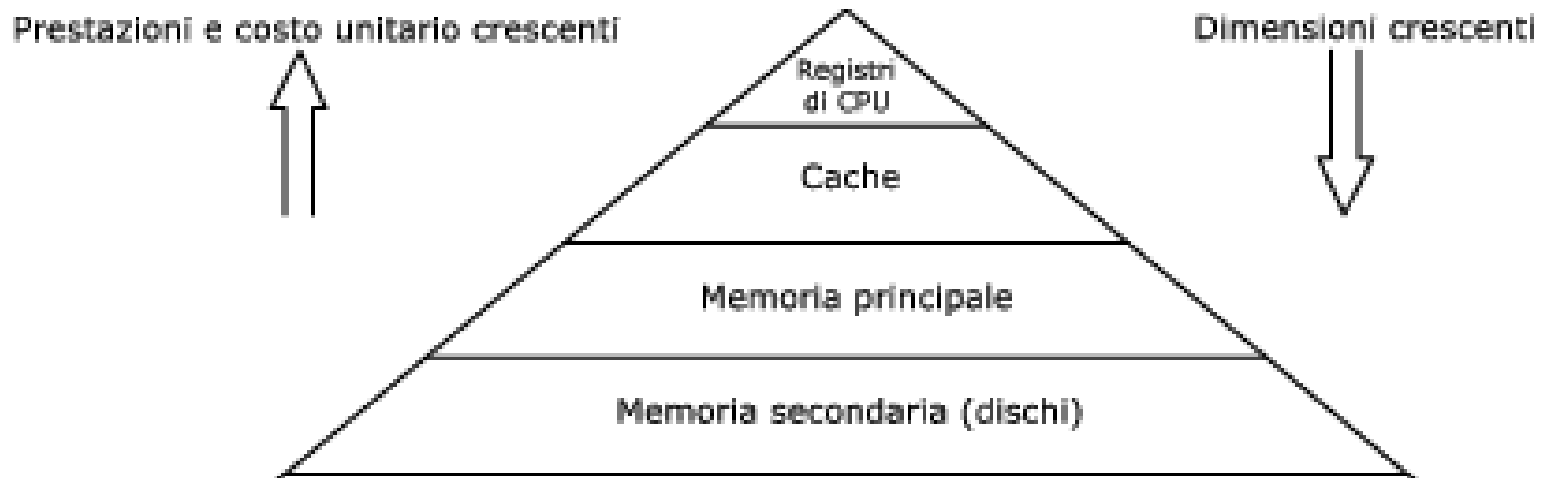 Prestazioni e costo unitario crescenti
Dimensioni crescenti
Registri
di CPU
Cache
Memoria principale
Memoria secondaria (dischi)